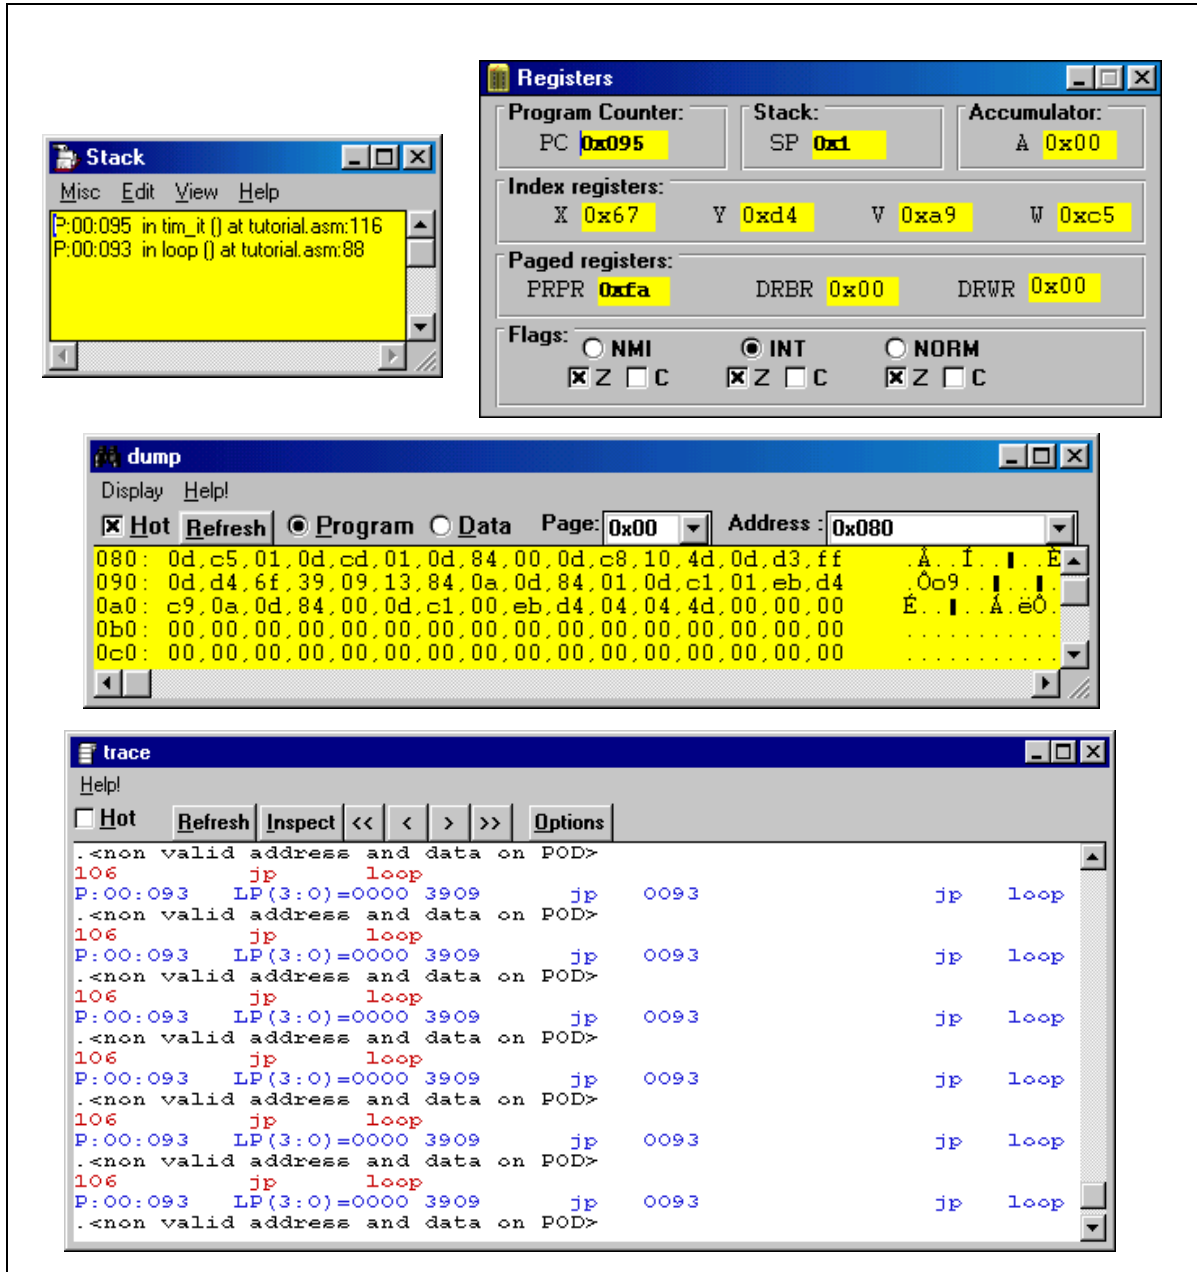 Stack
Misc Edit View Help
P:00:095 in tim_it () at tutorial.asm:116
P:00:093 in loop () at tutorial.asm:88
Registers
Program Counter: Stack: Accumulator:
PC 0x095 SP 0x1 A 0x00
Index registers:
X 0x67 Y 0xd4 V 0xa9 W 0xc5
Paged registers:
PRPR 0xfa DRBR 0x00 DRWR 0x00
Flags: NMI INT NORM
Z C Z C Z C
dump
Display Help!
Hot Refresh Program Data Page: 0x00 Address : 0x080
080: 0d,c5,01,0d,cd,01,0d,84,00,0d,c8,10,4d,0d,d3,ff .Å..Í..▮..È
090: 0d,d4,6f,39,09,13,84,0a,0d,84,01,0d,c1,01,eb,d4 .Ôo9..▮..▮.
0a0: c9,0a,0d,84,00,0d,c1,00,eb,d4,04,04,4d,00,00,00 É..▮..Á.ëÔ.
0b0: 00,00,00,00,00,00,00,00,00,00,00,00,00,00,00,00 ...........
0c0: 00,00,00,00,00,00,00,00,00,00,00,00,00,00,00,00 ...........
trace
Help!
Hot Refresh Inspect << < > >> Options
.<non valid address and data on POD>
106 jp loop
P:00:093 LP(3:0)=0000 3909 jp 0093 jp loop
.<non valid address and data on POD>
106 jp loop
P:00:093 LP(3:0)=0000 3909 jp 0093 jp loop
.<non valid address and data on POD>
106 jp loop
P:00:093 LP(3:0)=0000 3909 jp 0093 jp loop
.<non valid address and data on POD>
106 jp loop
P:00:093 LP(3:0)=0000 3909 jp 0093 jp loop
.<non valid address and data on POD>
106 jp loop
P:00:093 LP(3:0)=0000 3909 jp 0093 jp loop
.<non valid address and data on POD>
106 jp loop
P:00:093 LP(3:0)=0000 3909 jp 0093 jp loop
.<non valid address and data on POD>